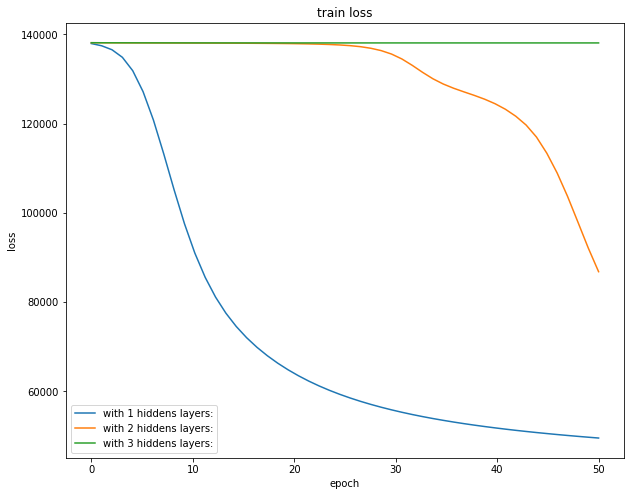 train loss
140000
120000
100000
80000
60000
loss
with 1 hiddens layers:
with 2 hiddens layers:
with 3 hiddens layers:
0
10
20
30
40
50
epoch